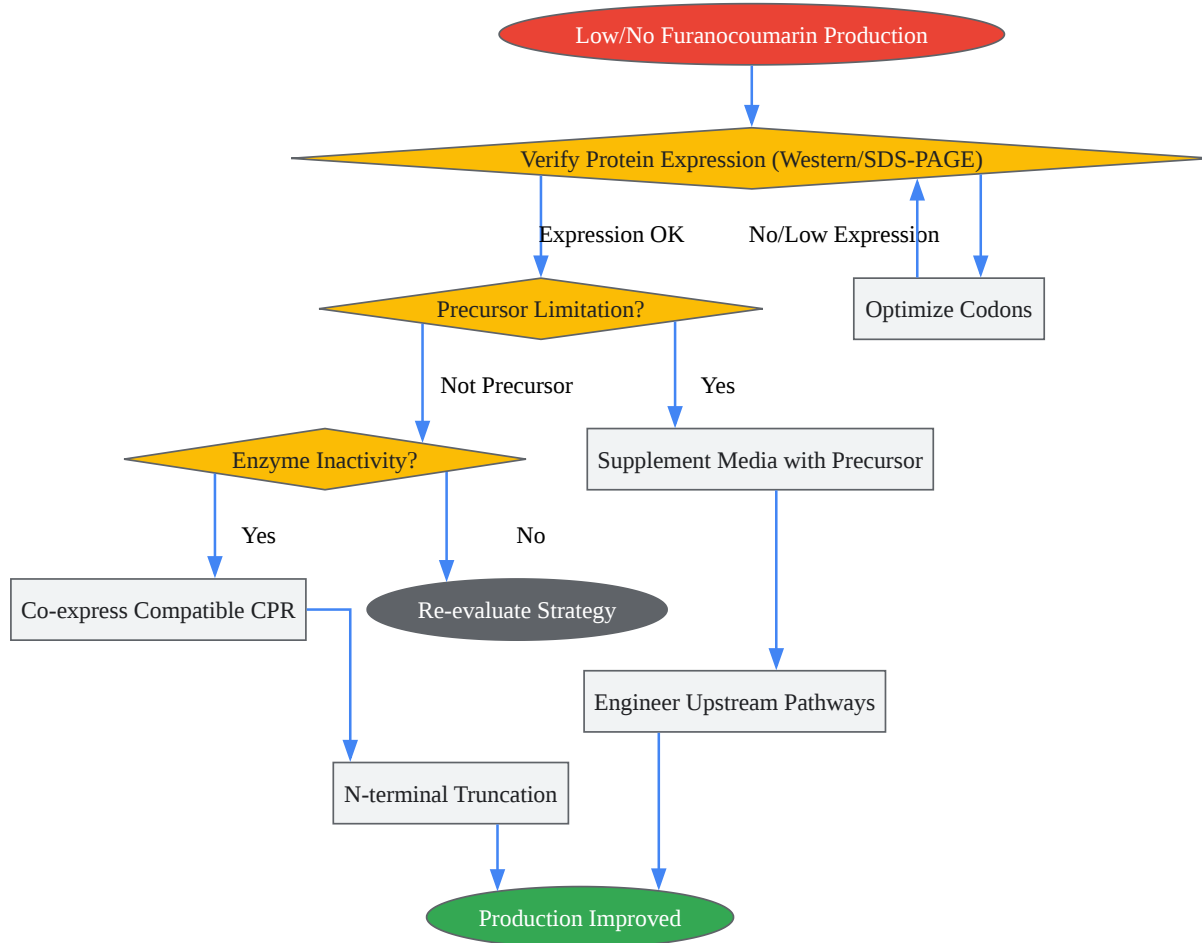 Low/No Furanocoumarin Production
Verify Protein Expression (Western/SDS-PAGE)
Expression OK
No/Low Expression
Precursor Limitation?
Optimize Codons
Not Precursor
Yes
Enzyme Inactivity?
Supplement Media with Precursor
Yes
No
Co-express Compatible CPR
Re-evaluate Strategy
Engineer Upstream Pathways
N-terminal Truncation
Production Improved